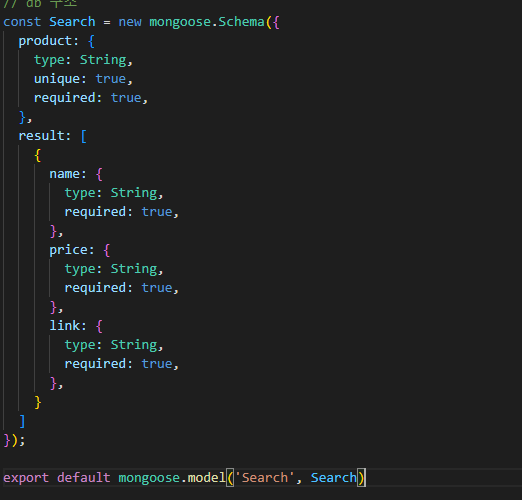 // db 구조
const Search = new mongoose.Schema({
  product: {
    type: String,
    unique: true,
    required: true,
  },
  result: [
    {
      name: {
        type: String,
        required: true,
      },
      price: {
        type: String,
        required: true,
      },
      link: {
        type: String,
        required: true,
      },
    }
  ]
});
export default mongoose.model('Search', Search)